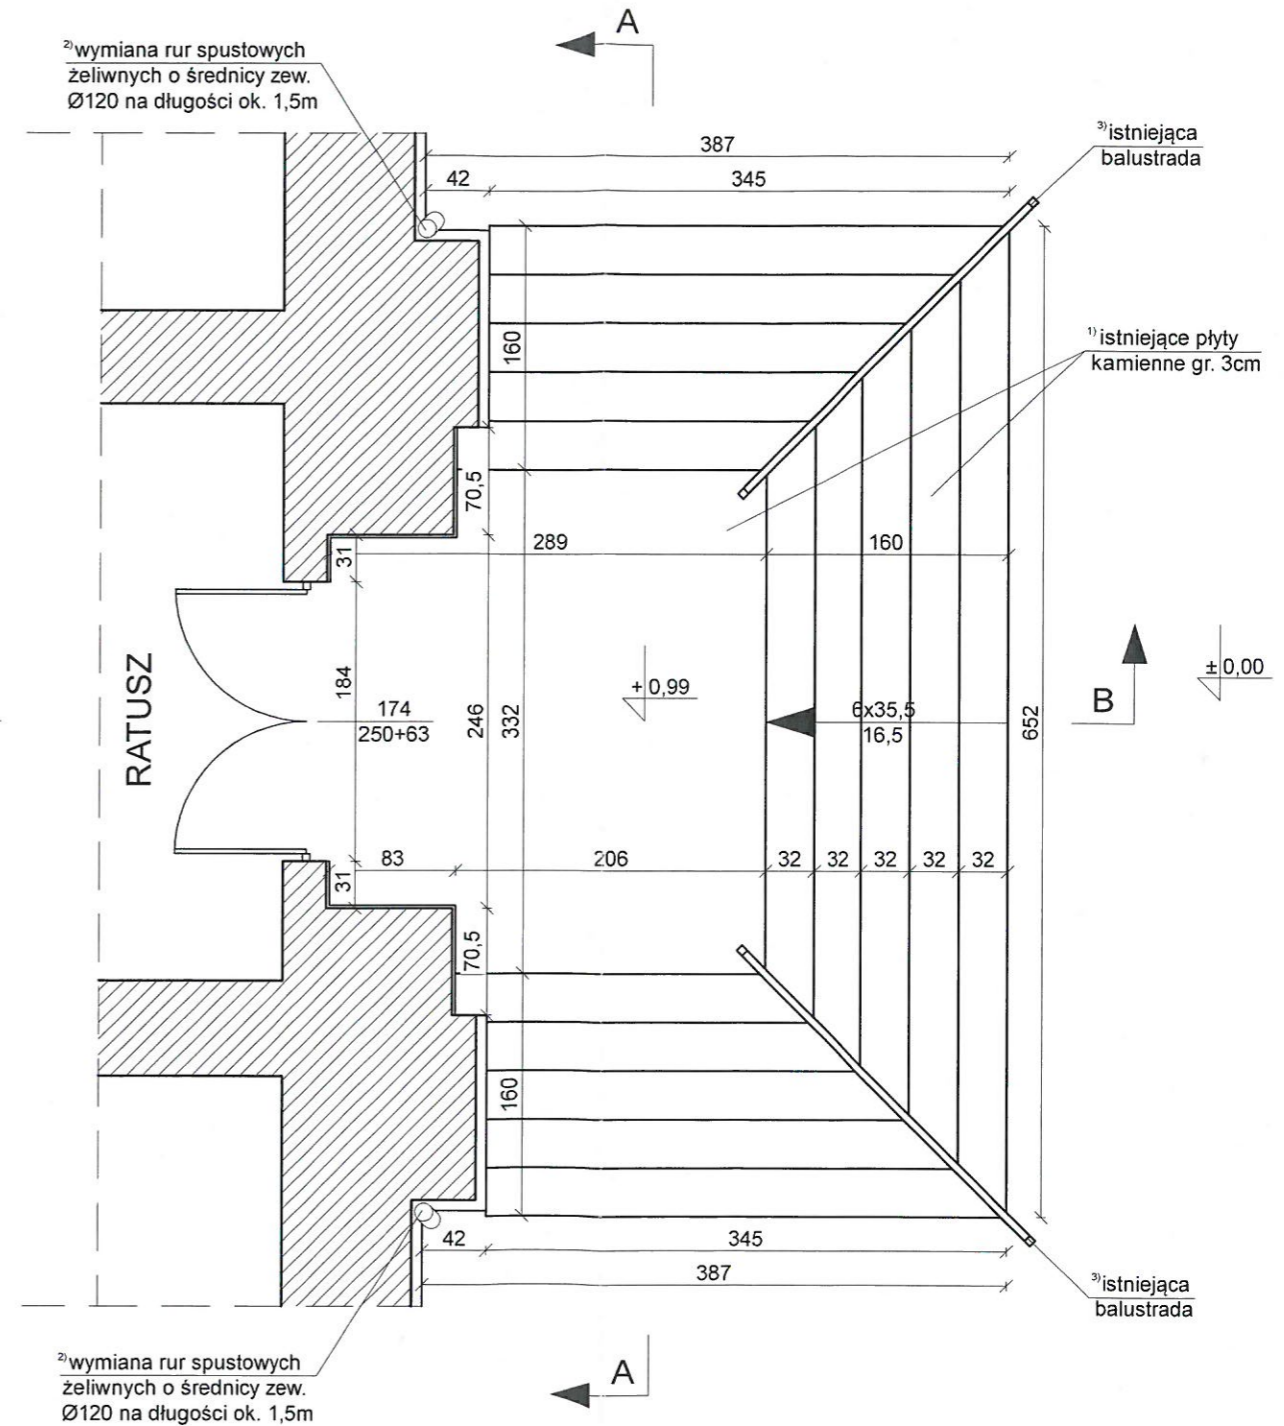 A
²⁾wymiana rur spustowych
żeliwnych o średnicy zew.
Ø120 na długości ok. 1,5m
³⁾istniejąca
balustrada
387
42
345
¹⁾istniejące płyty
kamienne gr. 3cm
160
70,5
31
289
160
RATUSZ
184
174
250+63
246
332
+0,99
6x35,5
16,5
652
B
±0,00
83
206
32
32
32
32
32
31
70,5
160
42
345
387
³⁾istniejąca
balustrada
²⁾wymiana rur spustowych
żeliwnych o średnicy zew.
Ø120 na długości ok. 1,5m
A